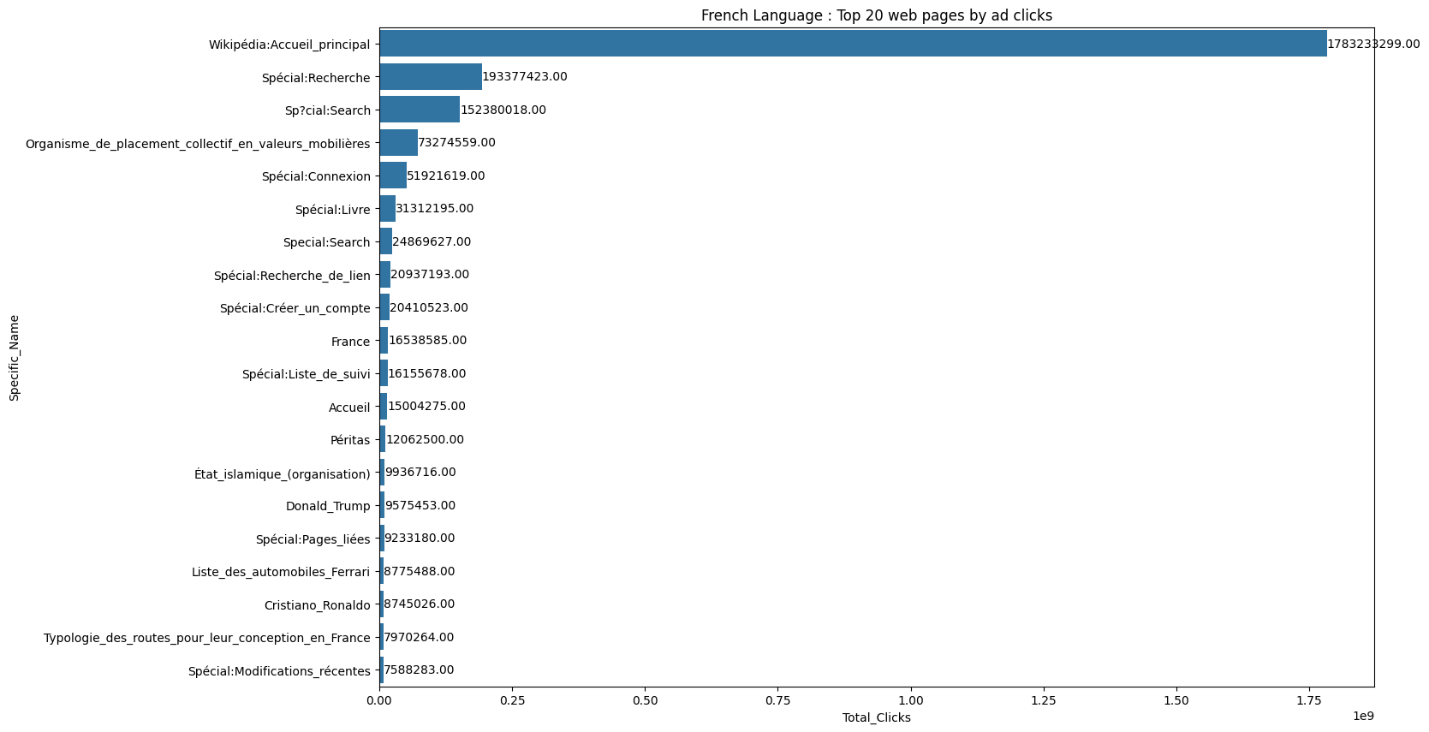 French Language : Top 20 web pages by ad clicks
Wikipédia:Accueil_principal 1783233299.00
Spécial:Recherche 193377423.00
Sp?cial:Search 152380018.00
Organisme_de_placement_collectif_en_valeurs_mobilières 73274559.00
Spécial:Connexion 51921619.00
Spécial:Livre 31312195.00
Special:Search 24869627.00
Spécial:Recherche_de_lien 20937193.00
Spécial:Créer_un_compte 20410523.00
France 16538585.00
Spécial:Liste_de_suivi 16155678.00
Accueil 15004275.00
Péritas 12062500.00
État_islamique_(organisation) 9936716.00
Donald_Trump 9575453.00
Spécial:Pages_liées 9233180.00
Liste_des_automobiles_Ferrari 8775488.00
Cristiano_Ronaldo 8745026.00
Typologie_des_routes_pour_leur_conception_en_France 7970264.00
Spécial:Modifications_récentes 7588283.00
Specific_Name
0.00 0.25 0.50 0.75 1.00 1.25 1.50 1.75
1e9
Total_Clicks